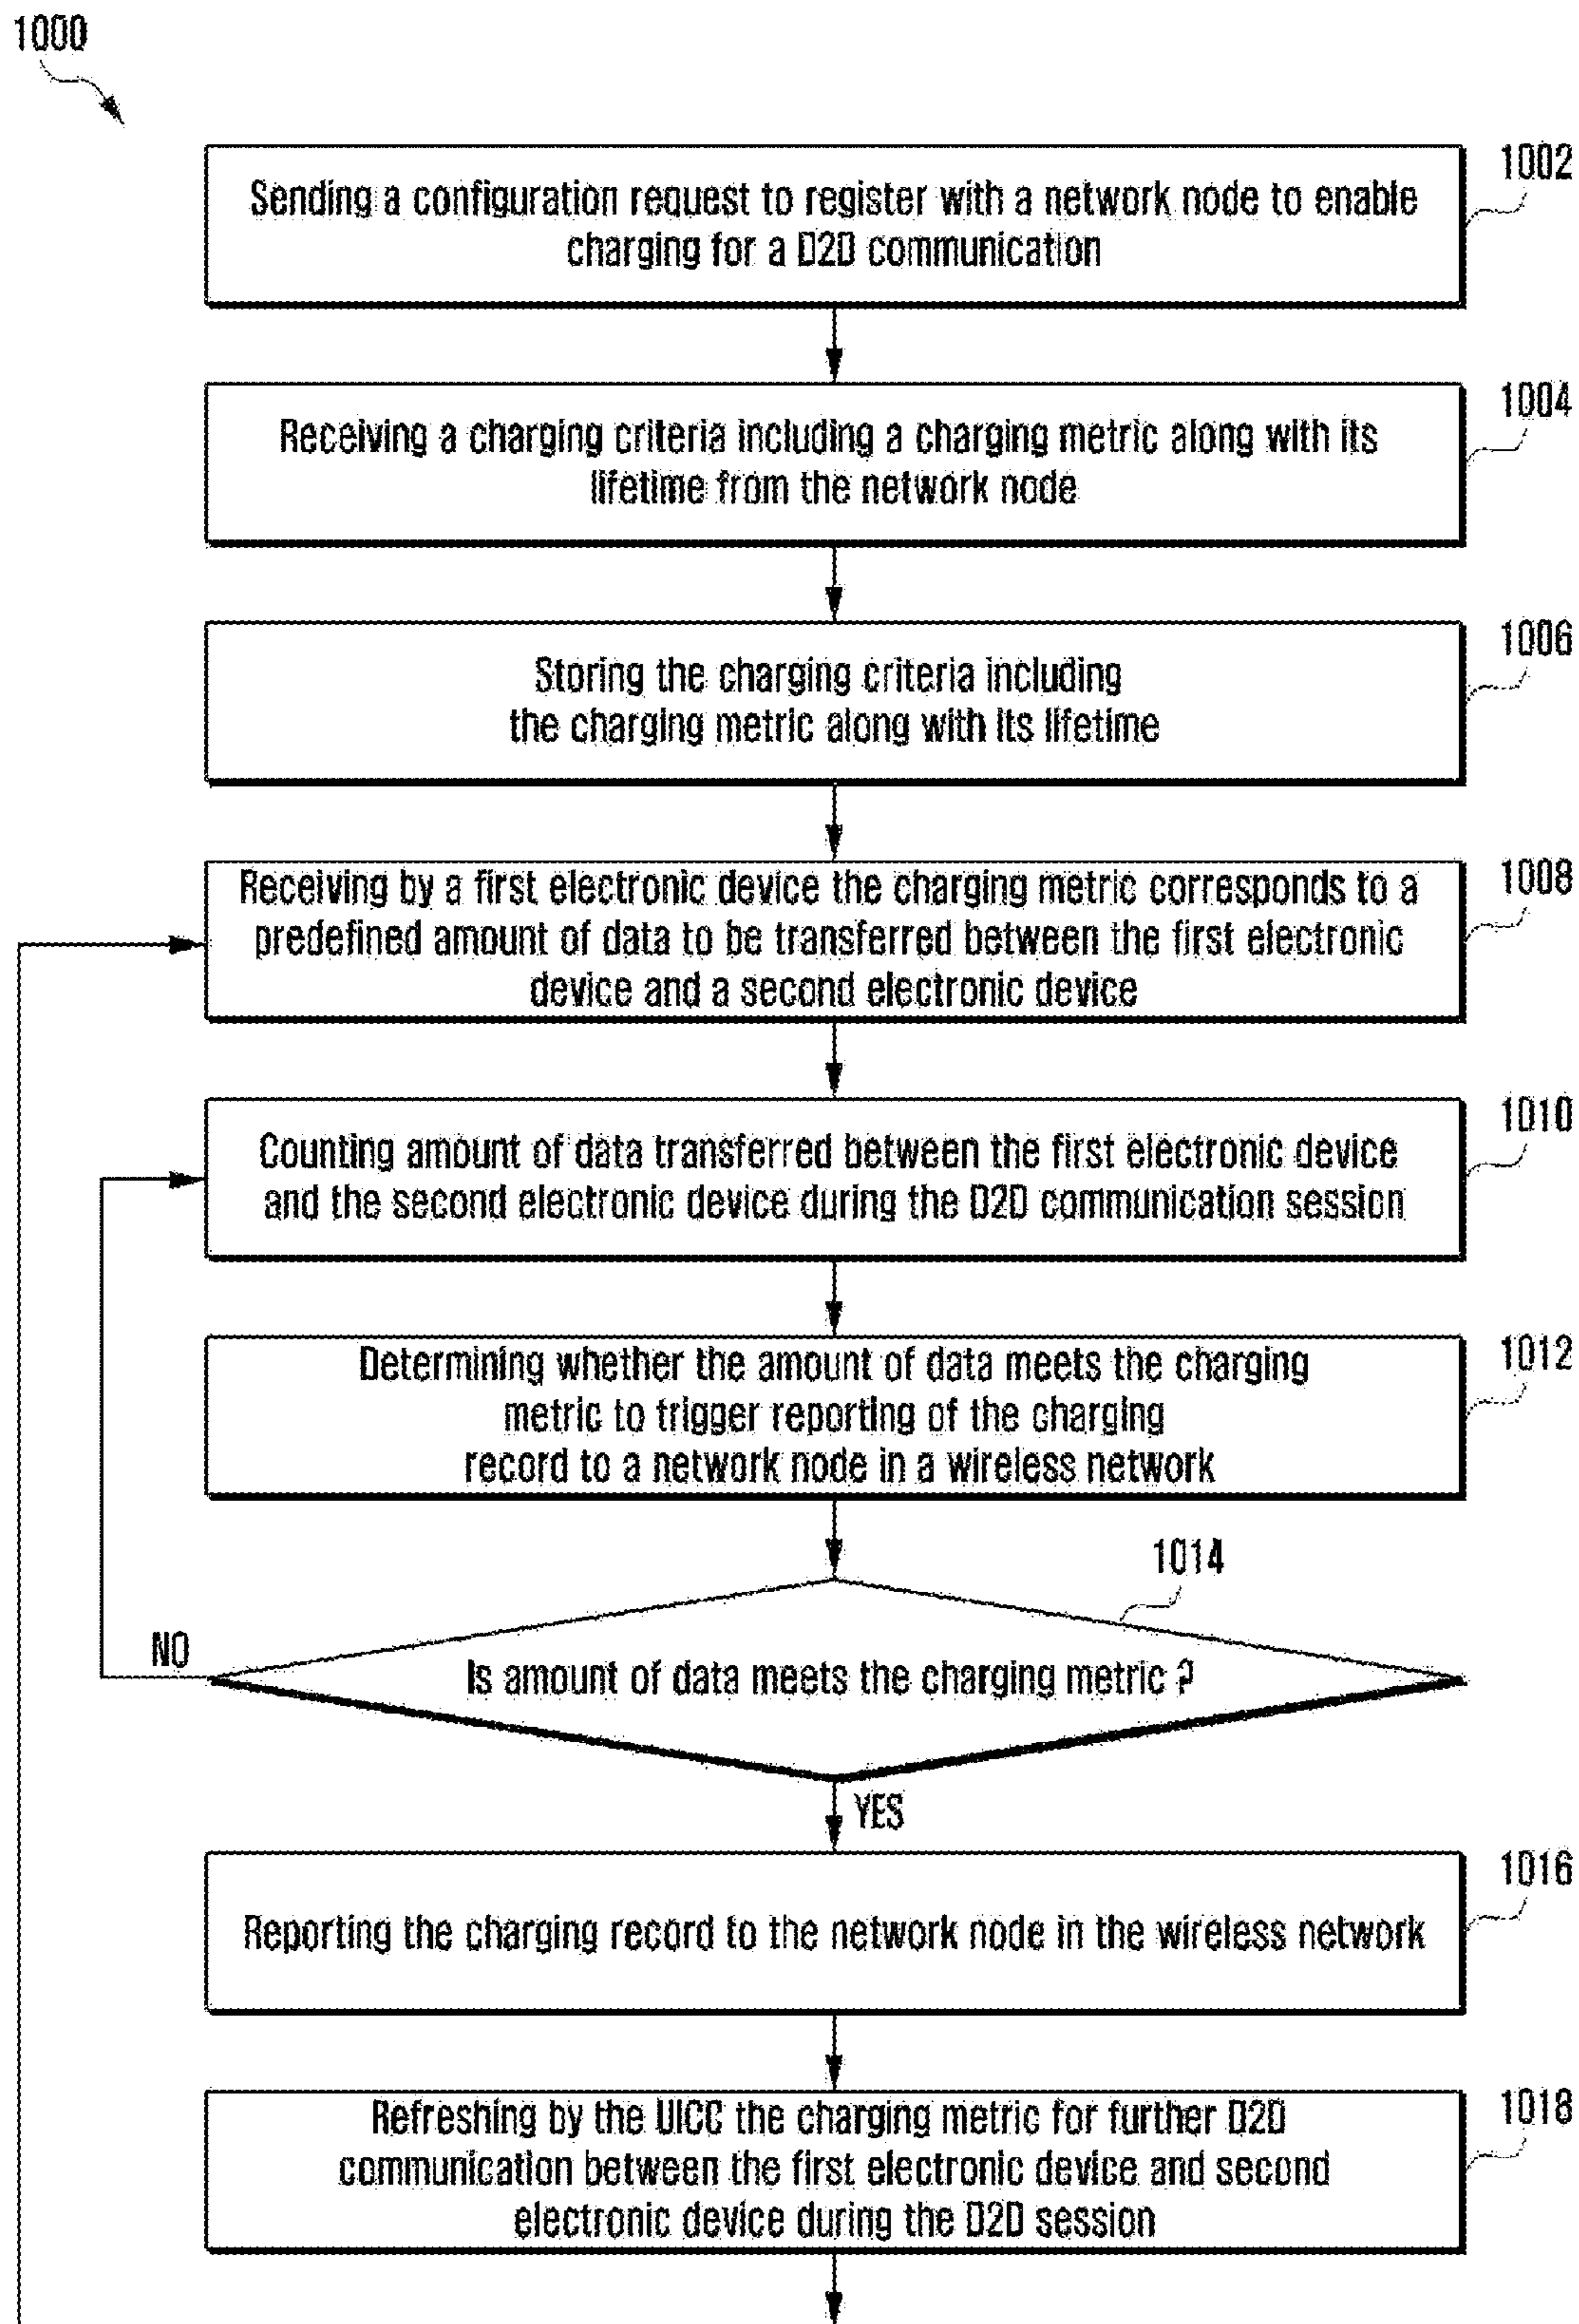 1000
1002
Sending a configuration request to register with a network node to enable
charging for a D2D communication
1004
Receiving a charging criteria including a charging metric along with its
lifetime from the network node
1006
Storing the charging criteria including
the charging metric along with its lifetime
1008
Receiving by a first electronic device the charging metric corresponds to a
predefined amount of data to be transferred between the first electronic
device and a second electronic device
1010
Counting amount of data transferred between the first electronic device
and the second electronic device during the D2D communication session
1012
Determining whether the amount of data meets the charging
metric to trigger reporting of the charging
record to a network node in a wireless network
1014
NO
Is amount of data meets the charging metric ?
YES
1016
Reporting the charging record to the network node in the wireless network
1018
Refreshing by the UICC the charging metric for further D2D
communication between the first electronic device and second
electronic device during the D2D session